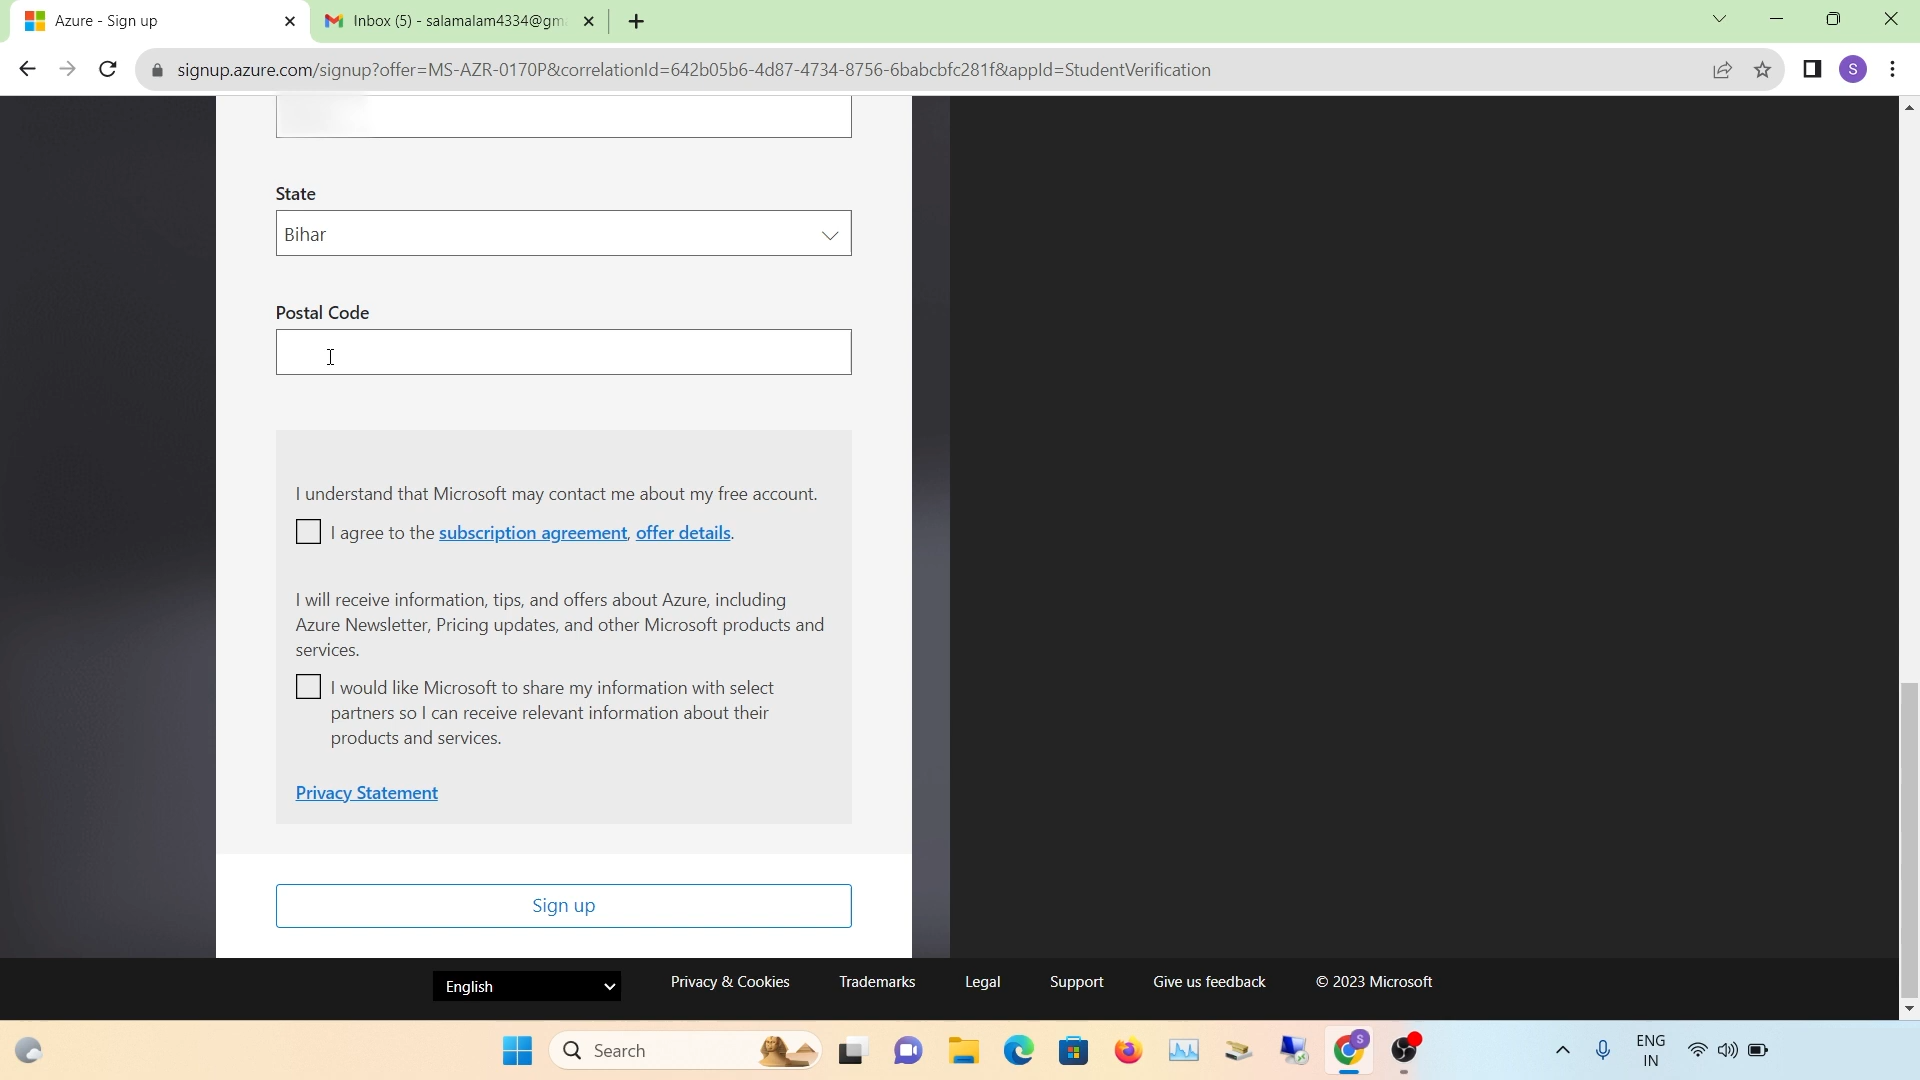 Azure - Sign up
Inbox (5) - salamalam4334@gm
signup.azure.com/signup?offer=MS-AZR-0170P&correlationId=642b05b6-4d87-4734-8756-6babcbfc281f&appId=StudentVerification
S
State
Bihar
Postal Code
I understand that Microsoft may contact me about my free account.
I agree to the subscription agreement, offer details.
I will receive information, tips, and offers about Azure, including
Azure Newsletter, Pricing updates, and other Microsoft products and
services.
I would like Microsoft to share my information with select
partners so I can receive relevant information about their
products and services.
Privacy Statement
Sign up
English
Privacy & Cookies
Trademarks
Legal
Support
Give us feedback
© 2023 Microsoft
Search
S
ENG
IN